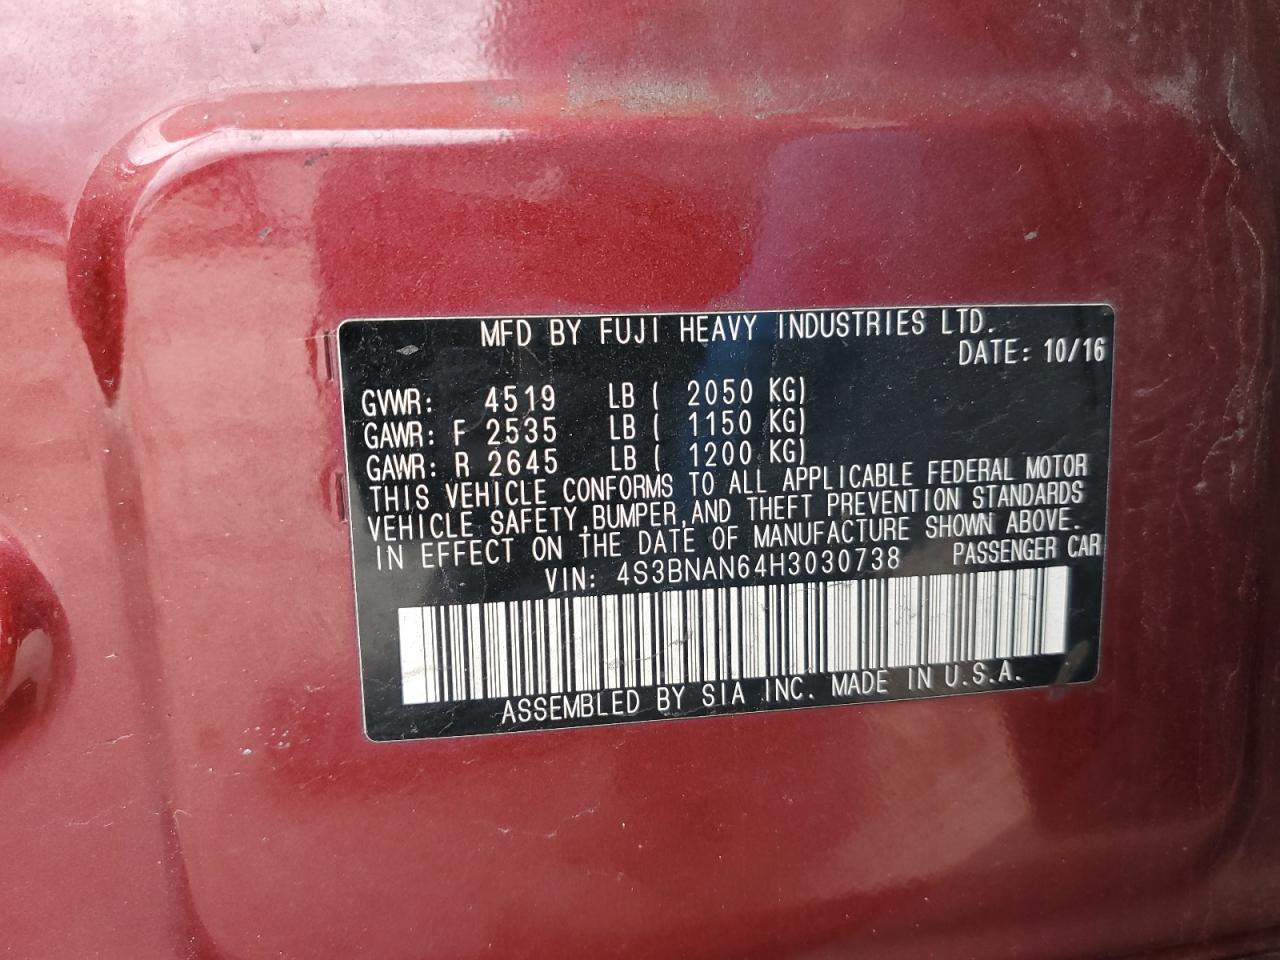 MFD BY FUJI HEAVY INDUSTRIES LTD.
DATE: 10/16
GVWR: 4519 LB ( 2050 KG)
GAWR: F 2535 LB ( 1150 KG)
GAWR: R 2645 LB ( 1200 KG)
THIS VEHICLE CONFORMS TO ALL APPLICABLE FEDERAL MOTOR
VEHICLE SAFETY,BUMPER,AND THEFT PREVENTION STANDARDS
IN EFFECT ON THE DATE OF MANUFACTURE SHOWN ABOVE.
VIN: 4S3BNAN64H3030738 PASSENGER CAR
ASSEMBLED BY SIA INC. MADE IN U.S.A.